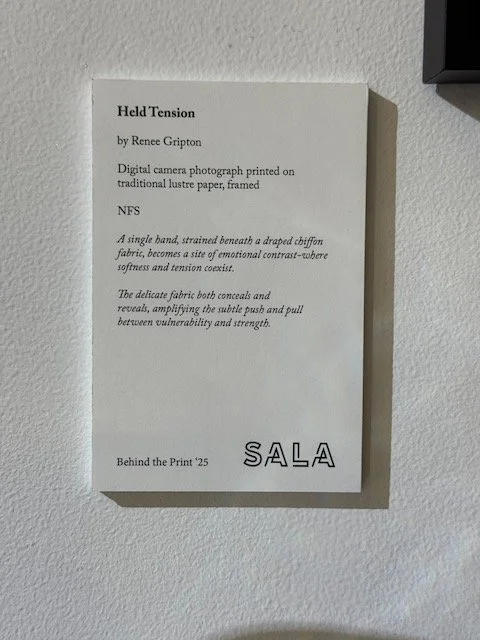 Held Tension
by Renee Gripton
Digital camera photograph printed on
traditional lustre paper, framed
NFS
A single hand, strained beneath a draped chiffon
fabric, becomes a site of emotional contrast–where
softness and tension coexist.
The delicate fabric both conceals and
reveals, amplifying the subtle push and pull
between vulnerability and strength.
Behind the Print '25
SALA